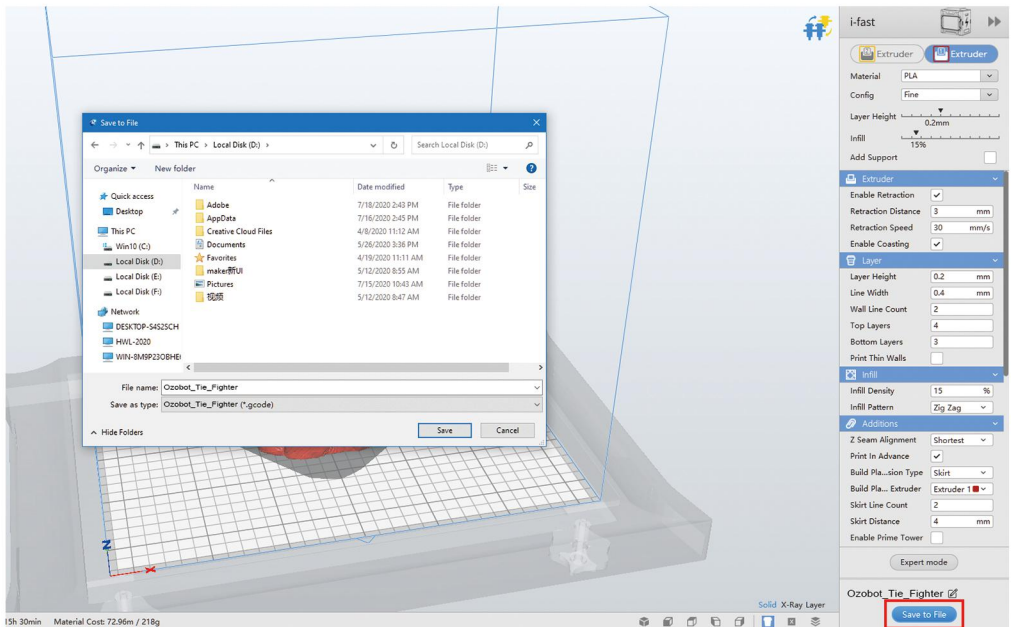 i-fast
Extruder Extruder
Material PLA
Config Fine
Layer Height 0.2mm
Infill 15%
Add Support
Extruder
Enable Retraction
Retraction Distance 3 mm
Retraction Speed 30 mm/s
Enable Coasting
Layer
Layer Height 0.2 mm
Line Width 0.4 mm
Wall Line Count 2
Top Layers 4
Bottom Layers 3
Print Thin Walls
Infill
Infill Density 15 %
Infill Pattern Zig Zag
Additions
Z Seam Alignment Shortest
Print In Advance
Build Pla...sion Type Skirt
Build Pla... Extruder Extruder 1
Skirt Line Count 2
Skirt Distance 4 mm
Enable Prime Tower
Expert mode
Ozobot_Tie_Fighter
Save to File
Save to File
This PC > Local Disk (D:) >
Search Local Disk (D:)
Organize New folder
Name Date modified Type Size
Quick access
Desktop
This PC
Win10 (C:)
Local Disk (D:)
Local Disk (E:)
Local Disk (F:)
Network
DESKTOP-S4S2SCH
HWL-2020
WIN-8M9P23OBHE
Adobe 7/18/2020 2:43 PM File folder
AppData 7/16/2020 2:45 PM File folder
Creative Cloud Files 4/8/2020 11:12 AM File folder
Documents 5/26/2020 3:36 PM File folder
Favorites 4/19/2020 11:11 AM File folder
maker新UI 5/12/2020 8:55 AM File folder
Pictures 7/15/2020 10:43 AM File folder
视频 5/12/2020 8:47 AM File folder
File name: Ozobot_Tie_Fighter
Save as type: Ozobot_Tie_Fighter (*.gcode)
Hide Folders
Save Cancel
Z
X
Solid X-Ray Layer
15h 30min Material Cost: 72.96m / 218g